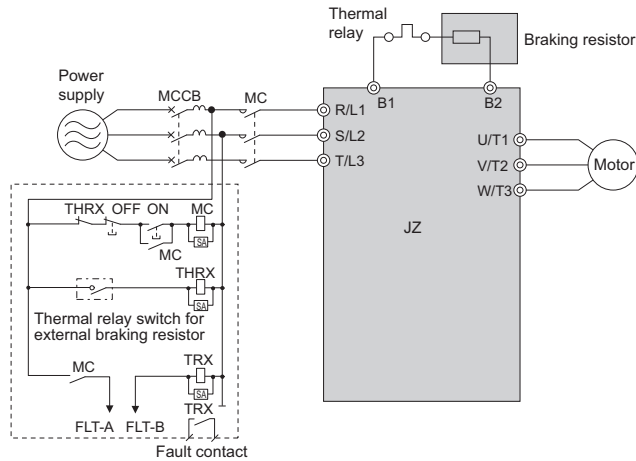 Thermal
relay
Braking resistor
Power
supply
MCCB
MC
B1
B2
R/L1
S/L2
T/L3
U/T1
V/T2
W/T3
Motor
JZ
THRX
OFF
ON
MC
SA
MC
THRX
SA
Thermal relay switch for
external braking resistor
MC
TRX
SA
TRX
FLT-A
FLT-B
Fault contact